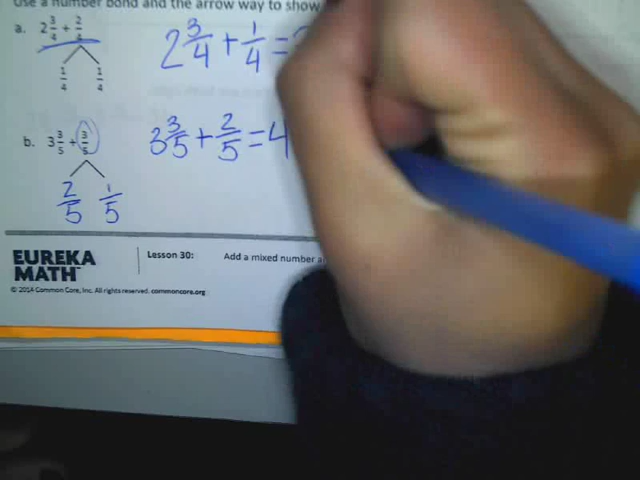 Use a number bond and the arrow way to show
a. 2 3/4 + 2/4
1/4 1/4
2 3/4 + 1/4 =
b. 3 3/5 + 3/5
2/5 1/5
3 3/5 + 2/5 = 4
EUREKA
MATH™
Lesson 30:
Add a mixed number
© 2014 Common Core, Inc. All rights reserved. commoncore.org